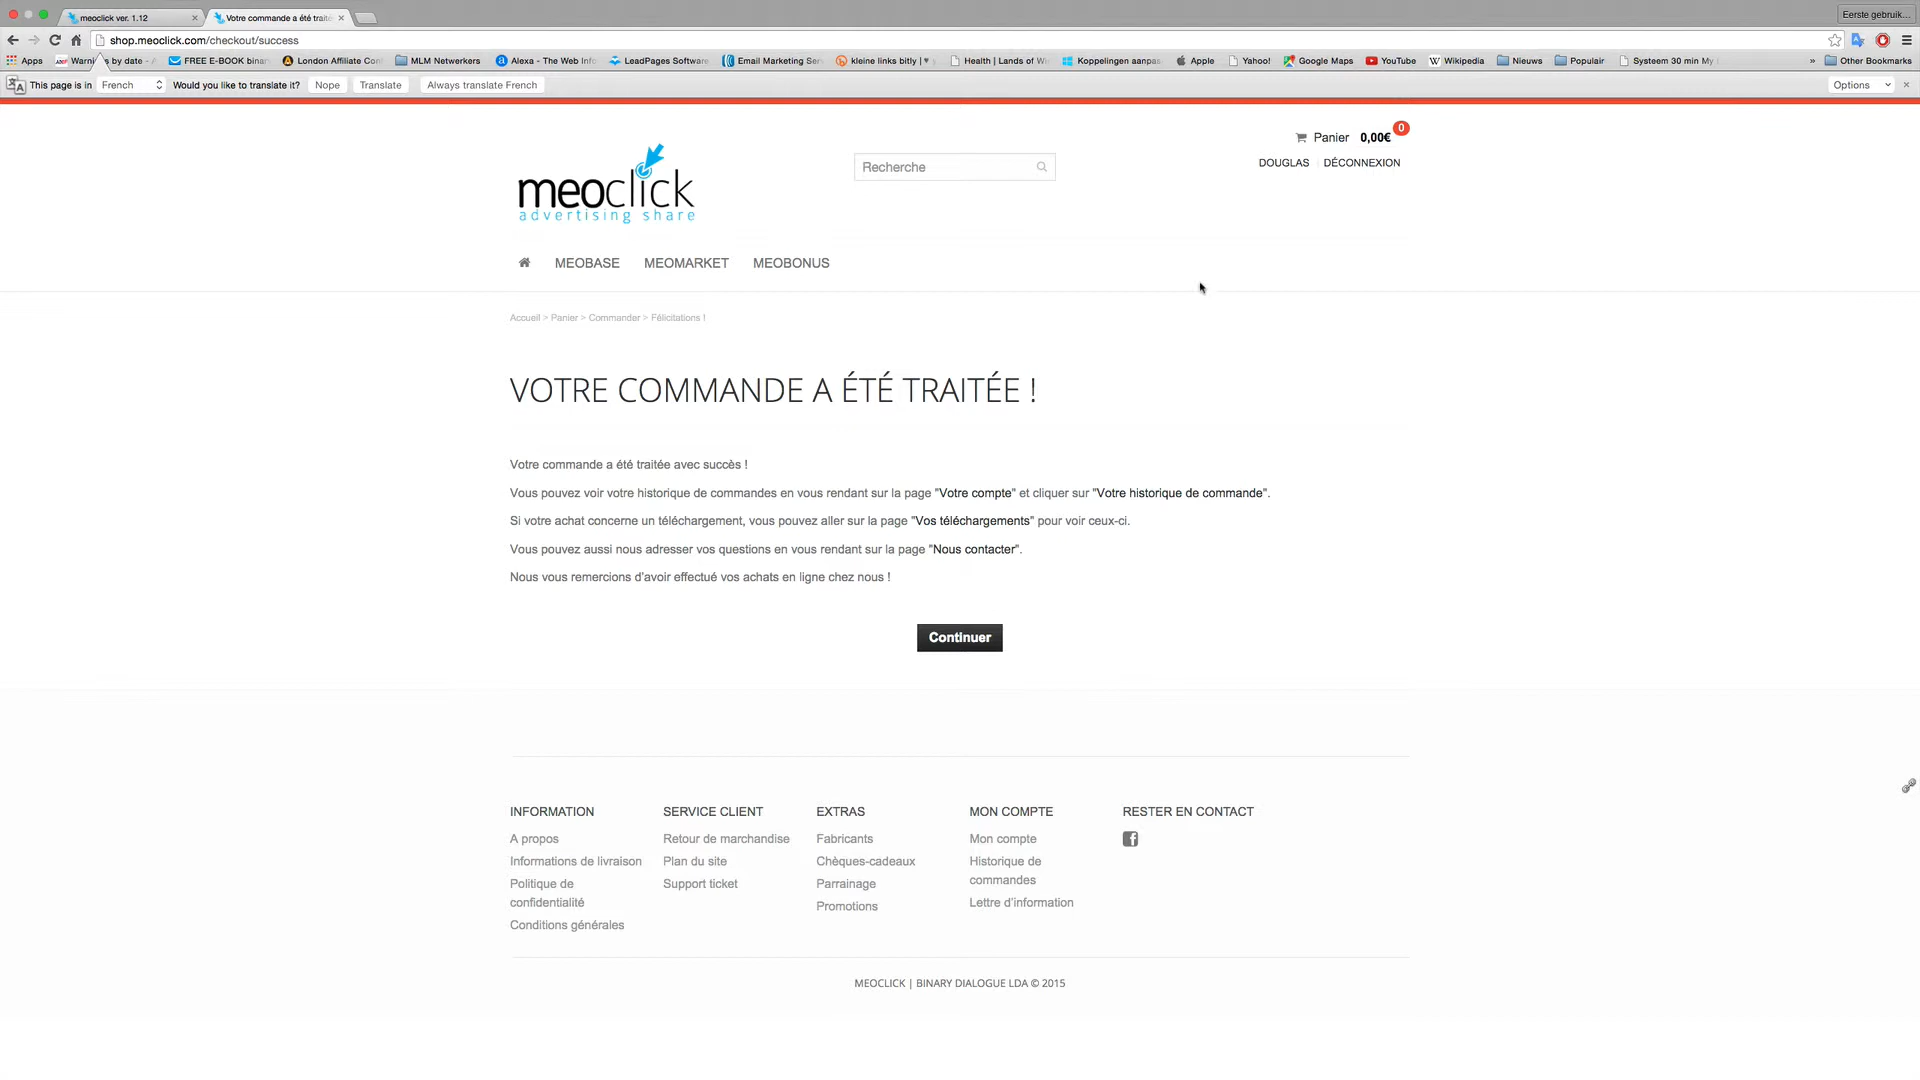 meoclick ver. 1.12
Votre commande a été traité
Eerste gebruik...
shop.meoclick.com/checkout/success
Apps
by date -
FREE E-BOOK binar
London Affiliate Con
MLM Netwerkers
Alexa - The Web Info
LeadPages Software
Email Marketing Serv
kleine links bitly | ♥
Health | Lands of W
Koppelingen aanpas
Apple
Yahoo!
Google Maps
YouTube
Wikipedia
Nieuws
Populair
Systeem 30 min My
»
Other Bookmarks
This page is in French Would you like to translate it? Nope Translate Always translate French Options
Panier 0,00€ 0
DOUGLAS DÉCONNEXION
Recherche
meoclick
advertising share
MEOBASE MEOMARKET MEOBONUS
Accueil > Panier > Commander > Félicitations !
VOTRE COMMANDE A ÉTÉ TRAITÉE !
Votre commande a été traitée avec succès !
Vous pouvez voir votre historique de commandes en vous rendant sur la page "Votre compte" et cliquer sur "Votre historique de commande".
Si votre achat concerne un téléchargement, vous pouvez aller sur la page "Vos téléchargements" pour voir ceux-ci.
Vous pouvez aussi nous adresser vos questions en vous rendant sur la page "Nous contacter".
Nous vous remercions d'avoir effectué vos achats en ligne chez nous !
Continuer
INFORMATION
A propos
Informations de livraison
Politique de
confidentialité
Conditions générales
SERVICE CLIENT
Retour de marchandise
Plan du site
Support ticket
EXTRAS
Fabricants
Chèques-cadeaux
Parrainage
Promotions
MON COMPTE
Mon compte
Historique de
commandes
Lettre d'information
RESTER EN CONTACT
MEOCLICK | BINARY DIALOGUE LDA © 2015